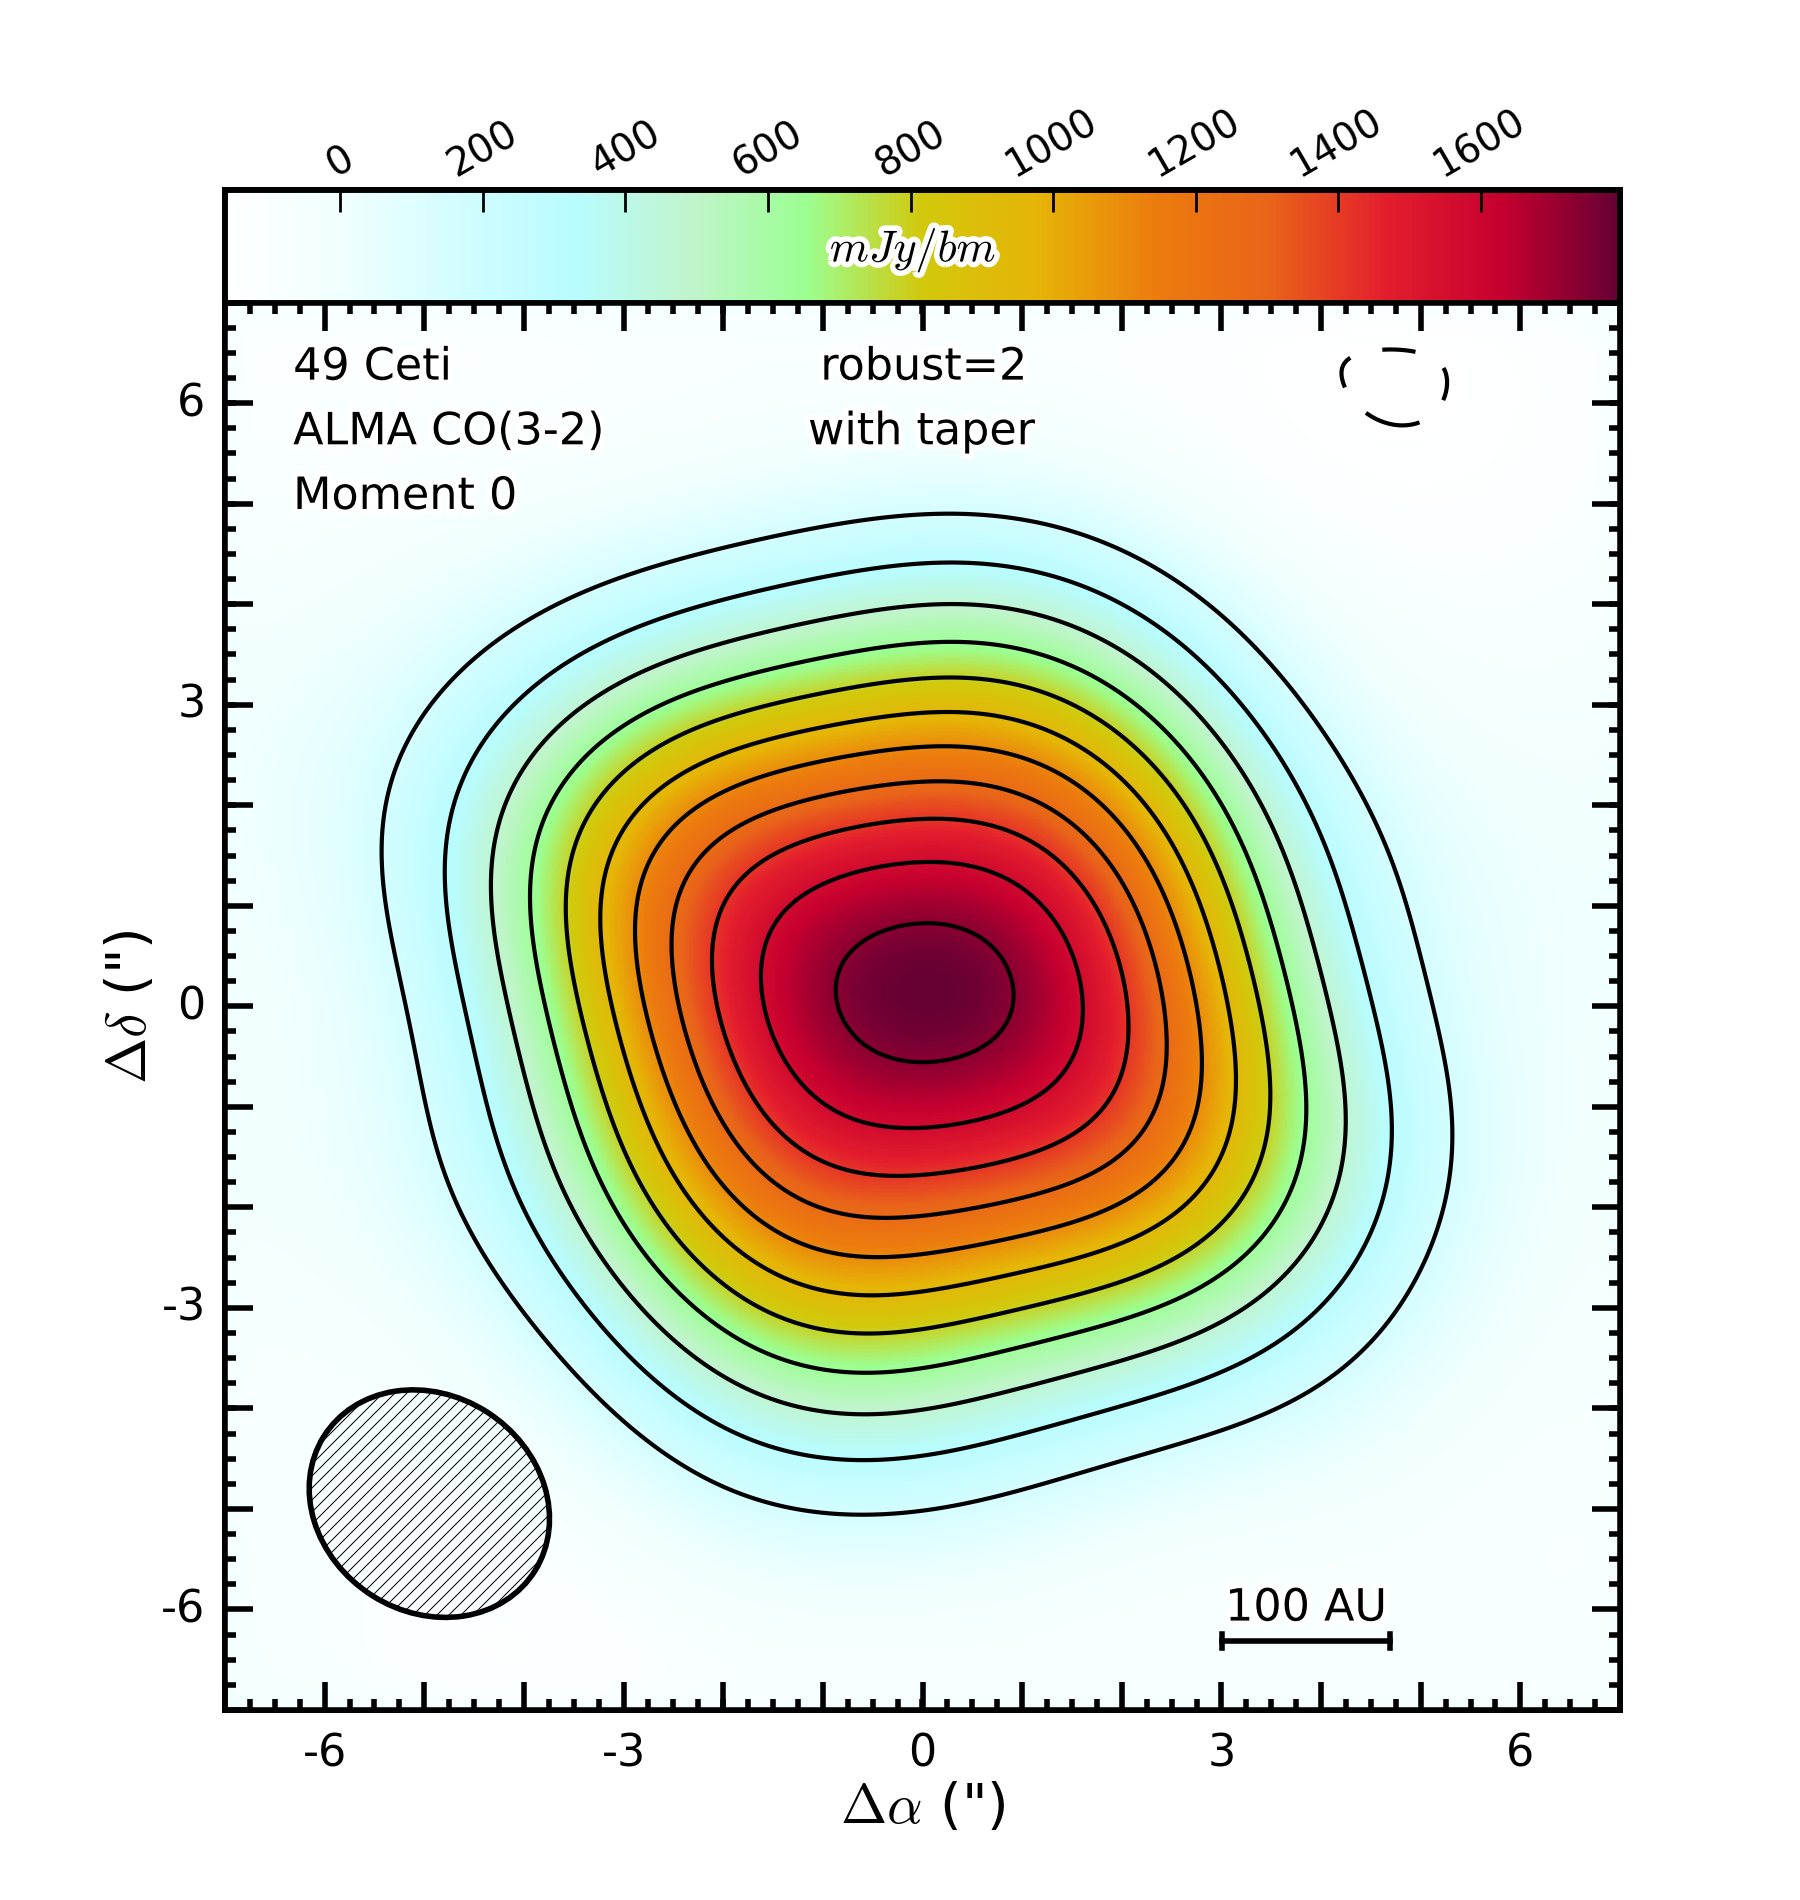 0 200 400 600 800 1000 1200 1400 1600
mJy/bm
49 Ceti
ALMA CO(3-2)
Moment 0
robust=2
with taper
6
3
0
-3
-6
Δδ (")
100 AU
-6 -3 0 3 6
Δα (")